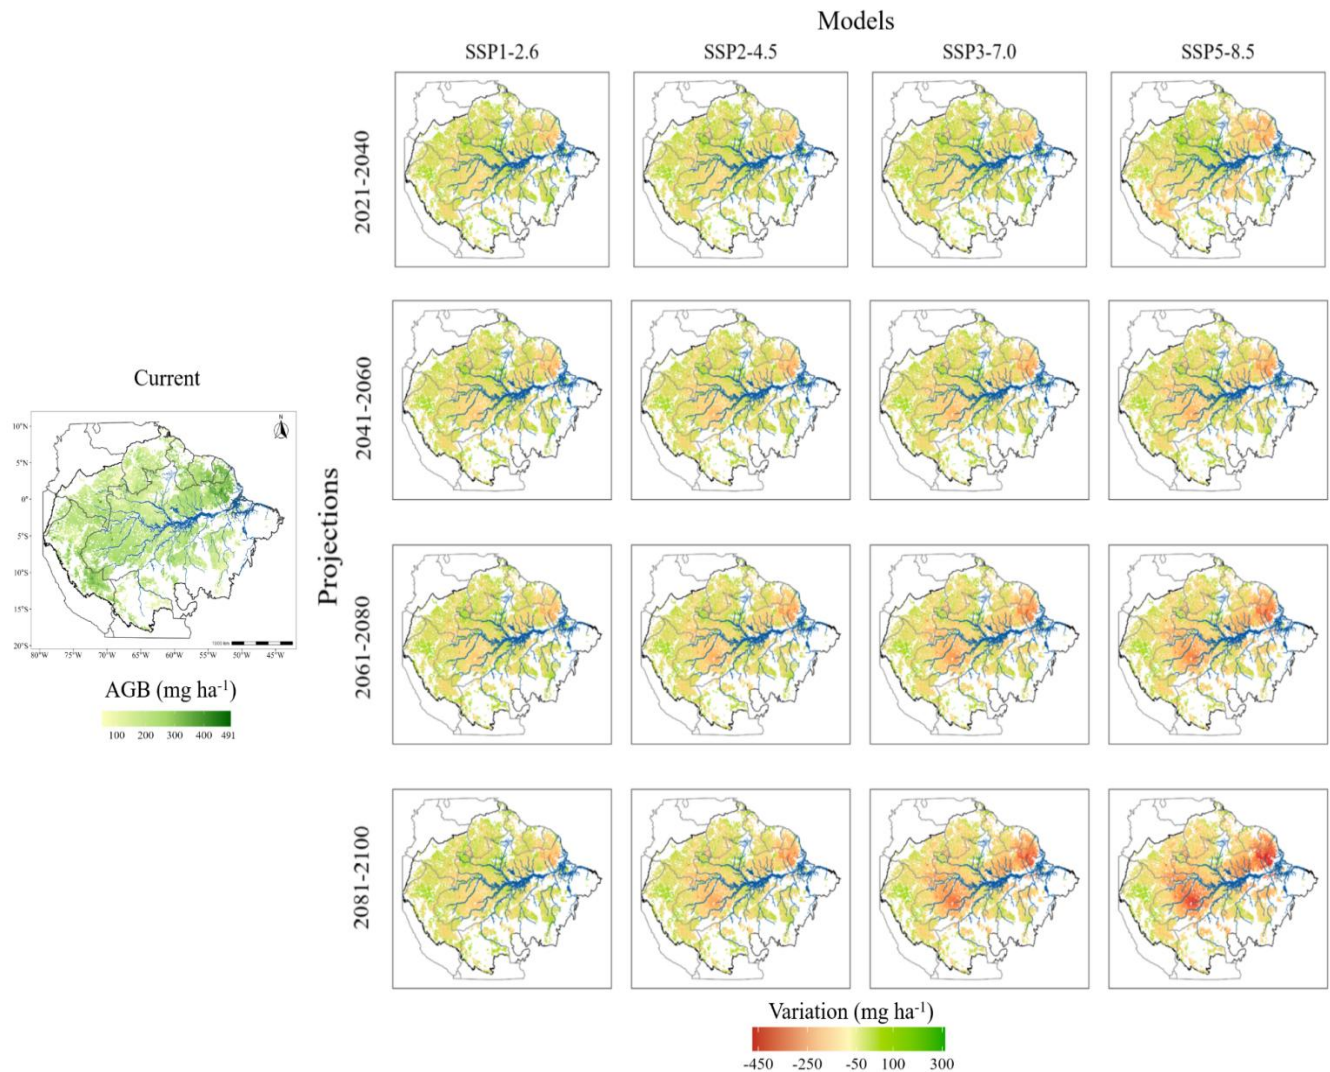 Models
SSP1-2.6
SSP2-4.5
SSP3-7.0
SSP5-8.5
2021-2040
2041-2060
Current
N
10°N
5°N
0°
5°S
10°S
15°S
20°S
80°W 75°W 70°W 65°W 60°W 55°W 50°W 45°W
AGB (mg ha⁻¹)
100 200 300 400 491
Projections
2061-2080
2081-2100
Variation (mg ha⁻¹)
-450 -250 -50 100 300